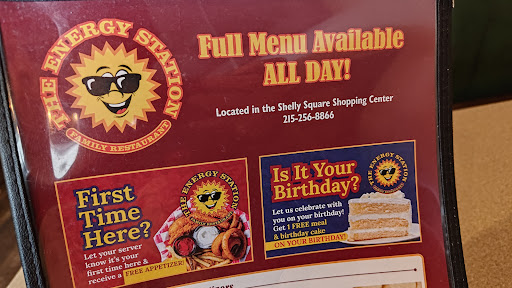 THE ENERGY STATION
FAMILY RESTAURANT
Full Menu Available
ALL DAY!
Located in the Shelly Square Shopping Center
215-256-8866
First
Time
Here?
Let your server
know it's your
first time here &
receive a FREE APPETIZER!
THE ENERGY STATION
Is It Your
Birthday?
Let us celebrate with
you on your birthday!
Get 1 FREE meal
& birthday cake
ON YOUR BIRTHDAY!
THE ENERGY STATION